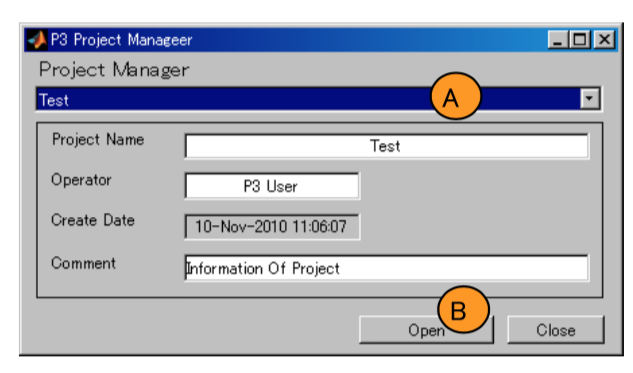 P3 Project Manageer
Project Manager
Test
A
Project Name
Test
Operator
P3 User
Create Date
10-Nov-2010 11:06:07
Comment
Information Of Project
B
Open
Close